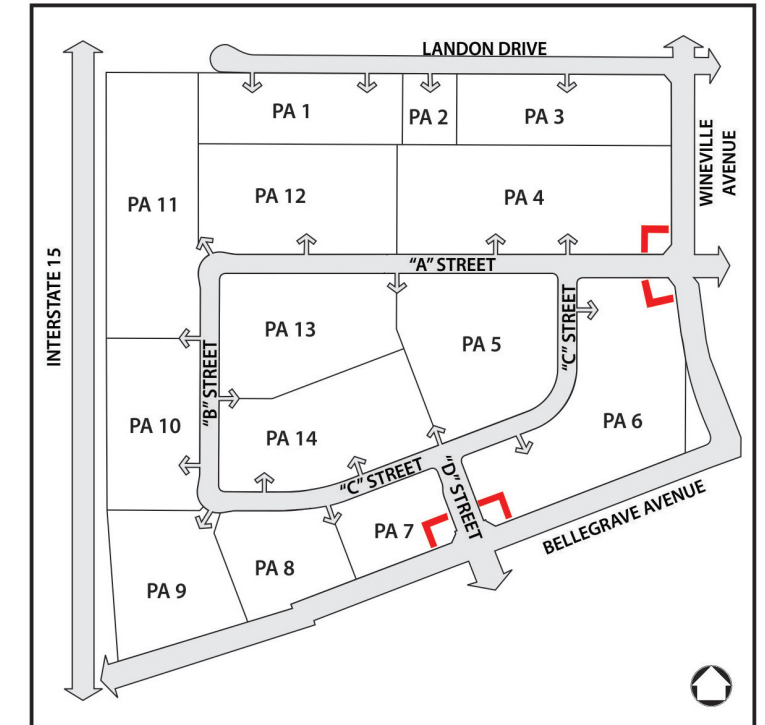 LANDON DRIVE
PA 1
PA 2
PA 3
WINEVILLE
AVENUE
PA 11
PA 12
PA 4
"A" STREET
INTERSTATE 15
PA 13
PA 5
"C" STREET
"B" STREET
PA 10
PA 14
PA 6
"C" STREET
"D" STREET
PA 7
BELLEGRAVE AVENUE
PA 8
PA 9